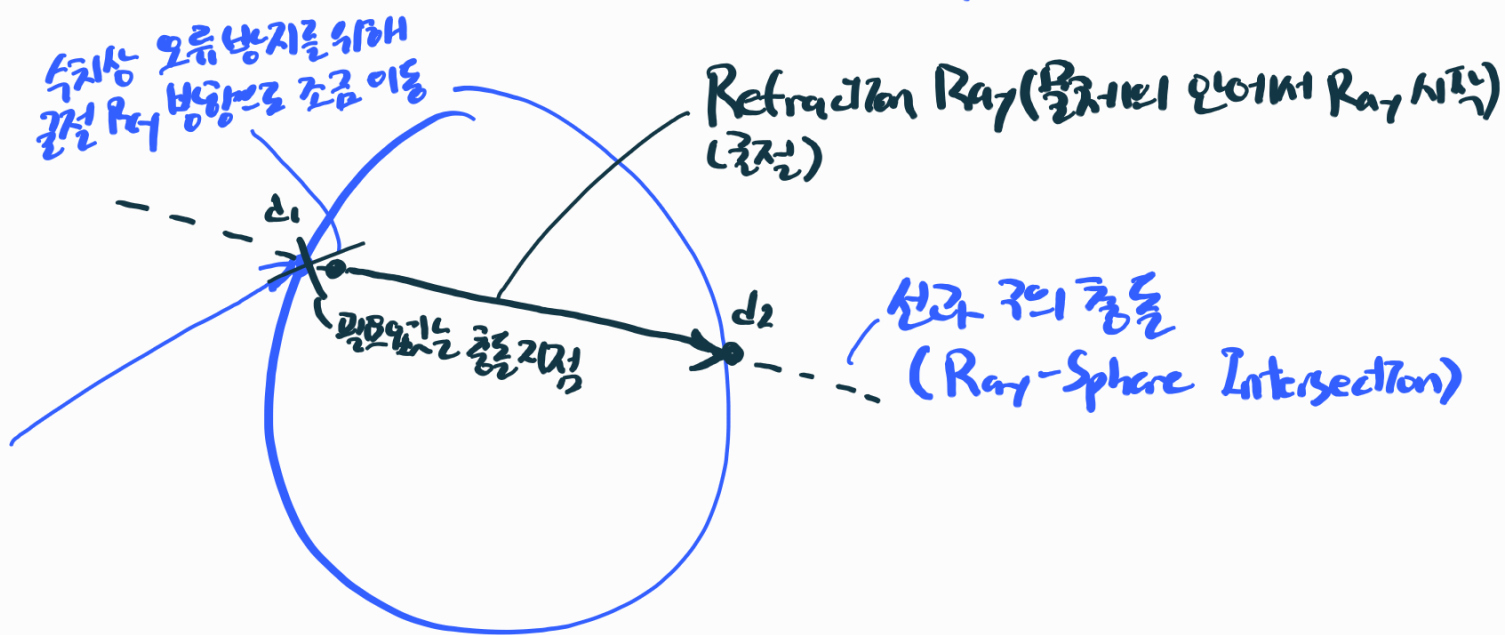 수치상 오류 방지를 위해
굴절 Ray 방향으로 조금 이동
Refraction Ray (물체의 안에서 Ray 시작)
(굴절)
d1
d2
필요없는 충돌 지점
선과 구의 충돌
(Ray-Sphere Intersection)